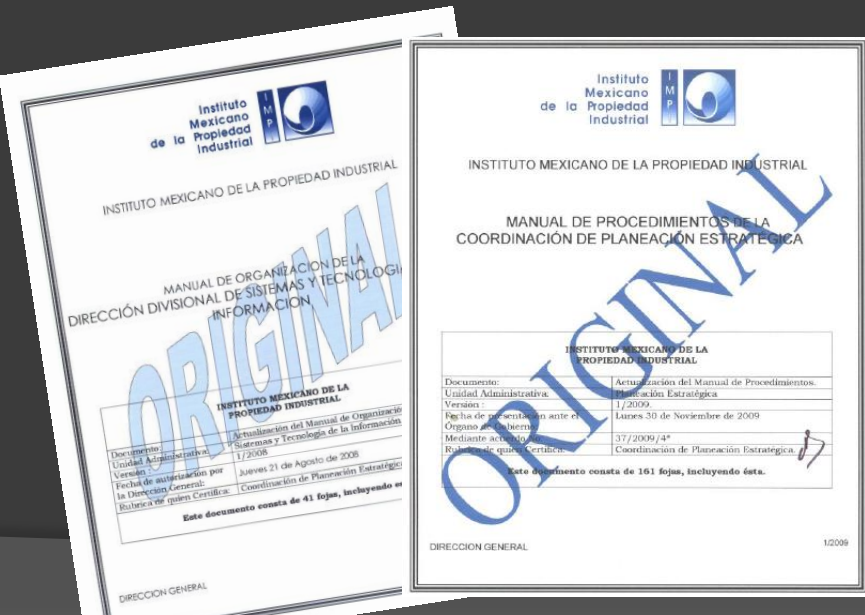 Instituto
Mexicano
de la Propiedad
Industrial
IMPI
INSTITUTO MEXICANO DE LA PROPIEDAD INDUSTRIAL
MANUAL DE ORGANIZACIÓN DE LA
DIRECCIÓN DIVISIONAL DE SISTEMAS Y TECNOLOGIA
INFORMACION
ORIGINAL
INSTITUTO MEXICANO DE LA
PROPIEDAD INDUSTRIAL
Documento: Actualización del Manual de Organización
Unidad Administrativa: Sistemas y Tecnología de la Información
Versión : 1/2008
Fecha de autorización por
la Dirección General: Jueves 21 de Agosto de 2008
Rubrica de quien Certifica: Coordinación de Planeación Estratégica
Este documento consta de 41 fojas, incluyendo
DIRECCION GENERAL
Instituto
Mexicano
de la Propiedad
Industrial
IMPI
INSTITUTO MEXICANO DE LA PROPIEDAD INDUSTRIAL
MANUAL DE PROCEDIMIENTOS DE LA
COORDINACIÓN DE PLANEACIÓN ESTRATÉGICA
ORIGINAL
INSTITUTO MEXICANO DE LA
PROPIEDAD INDUSTRIAL
Documento: Actualización del Manual de Procedimientos.
Unidad Administrativa: Planeación Estratégica
Versión : 1/2009.
Fecha de presentación ante el Lunes 30 de Noviembre de 2009
Órgano de Gobierno:
Mediante acuerdo No. 37/2009/4ª
Rubrica de quien Certifica: Coordinación de Planeación Estratégica.
Este documento consta de 161 fojas, incluyendo ésta.
DIRECCION GENERAL 1/2009